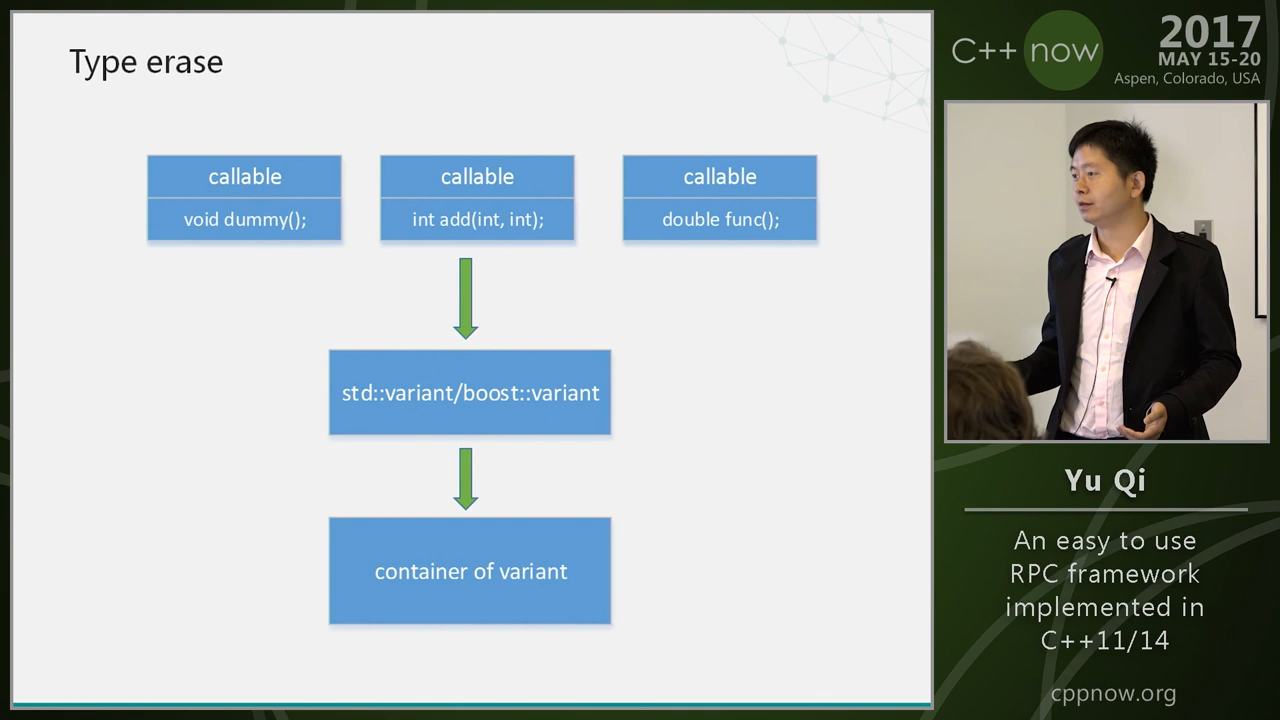 Type erase
callable
void dummy();
callable
int add(int, int);
callable
double func();
std::variant/boost::variant
container of variant
C++ now
2017
MAY 15-20
Aspen, Colorado, USA
Yu Qi
An easy to use
RPC framework
implemented in
C++11/14
cppnow.org